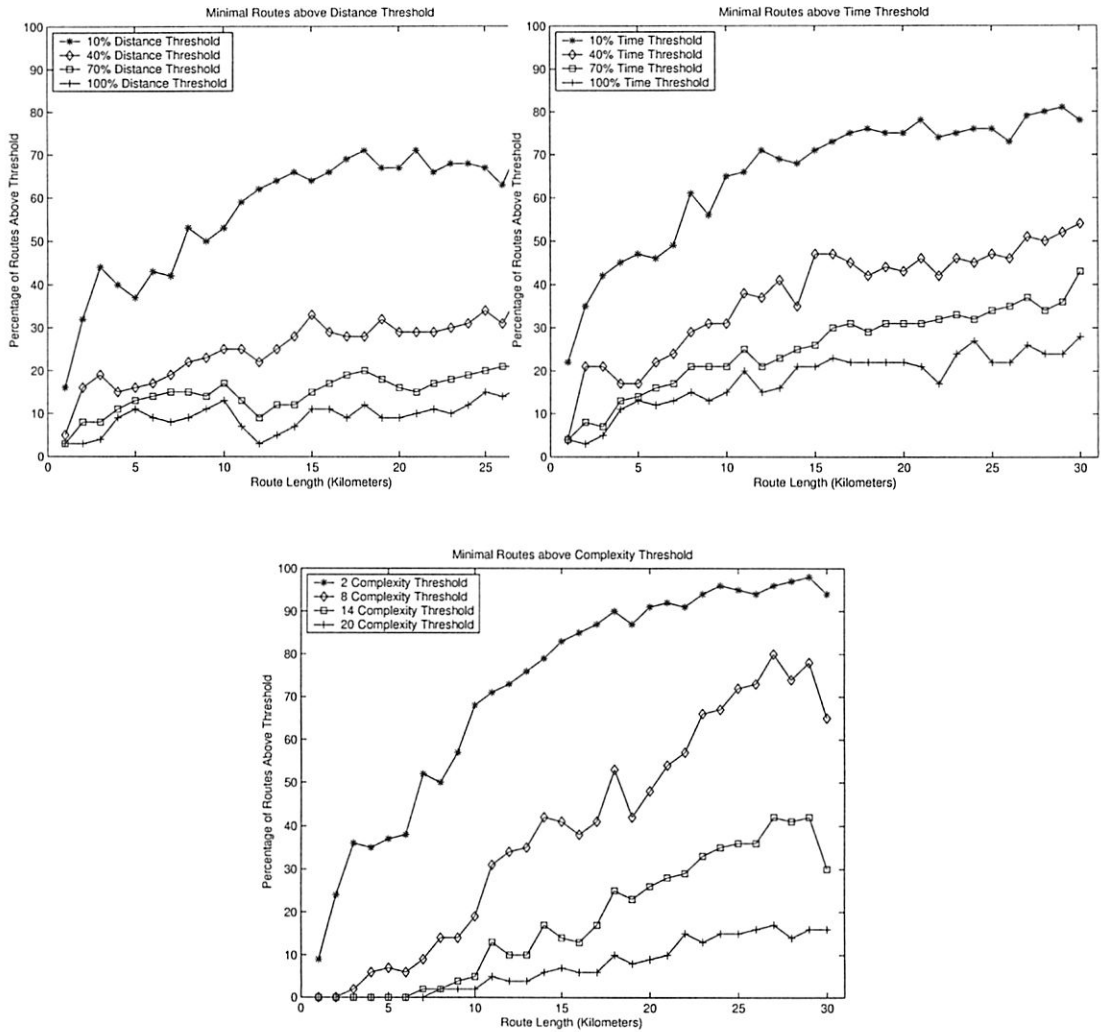 Minimal Routes above Distance Threshold
100
90
80
70
60
50
40
30
20
10
0
0
5
10
15
20
25
Percentage of Routes Above Threshold
Route Length (Kilometers)
10% Distance Threshold
40% Distance Threshold
70% Distance Threshold
100% Distance Threshold
Minimal Routes above Time Threshold
100
90
80
70
60
50
40
30
20
10
0
0
5
10
15
20
25
30
Percentage of Routes Above Threshold
Route Length (Kilometers)
10% Time Threshold
40% Time Threshold
70% Time Threshold
100% Time Threshold
Minimal Routes above Complexity Threshold
100
90
80
70
60
50
40
30
20
10
0
0
5
10
15
20
25
30
Percentage of Routes Above Threshold
Route Length (Kilometers)
2 Complexity Threshold
8 Complexity Threshold
14 Complexity Threshold
20 Complexity Threshold